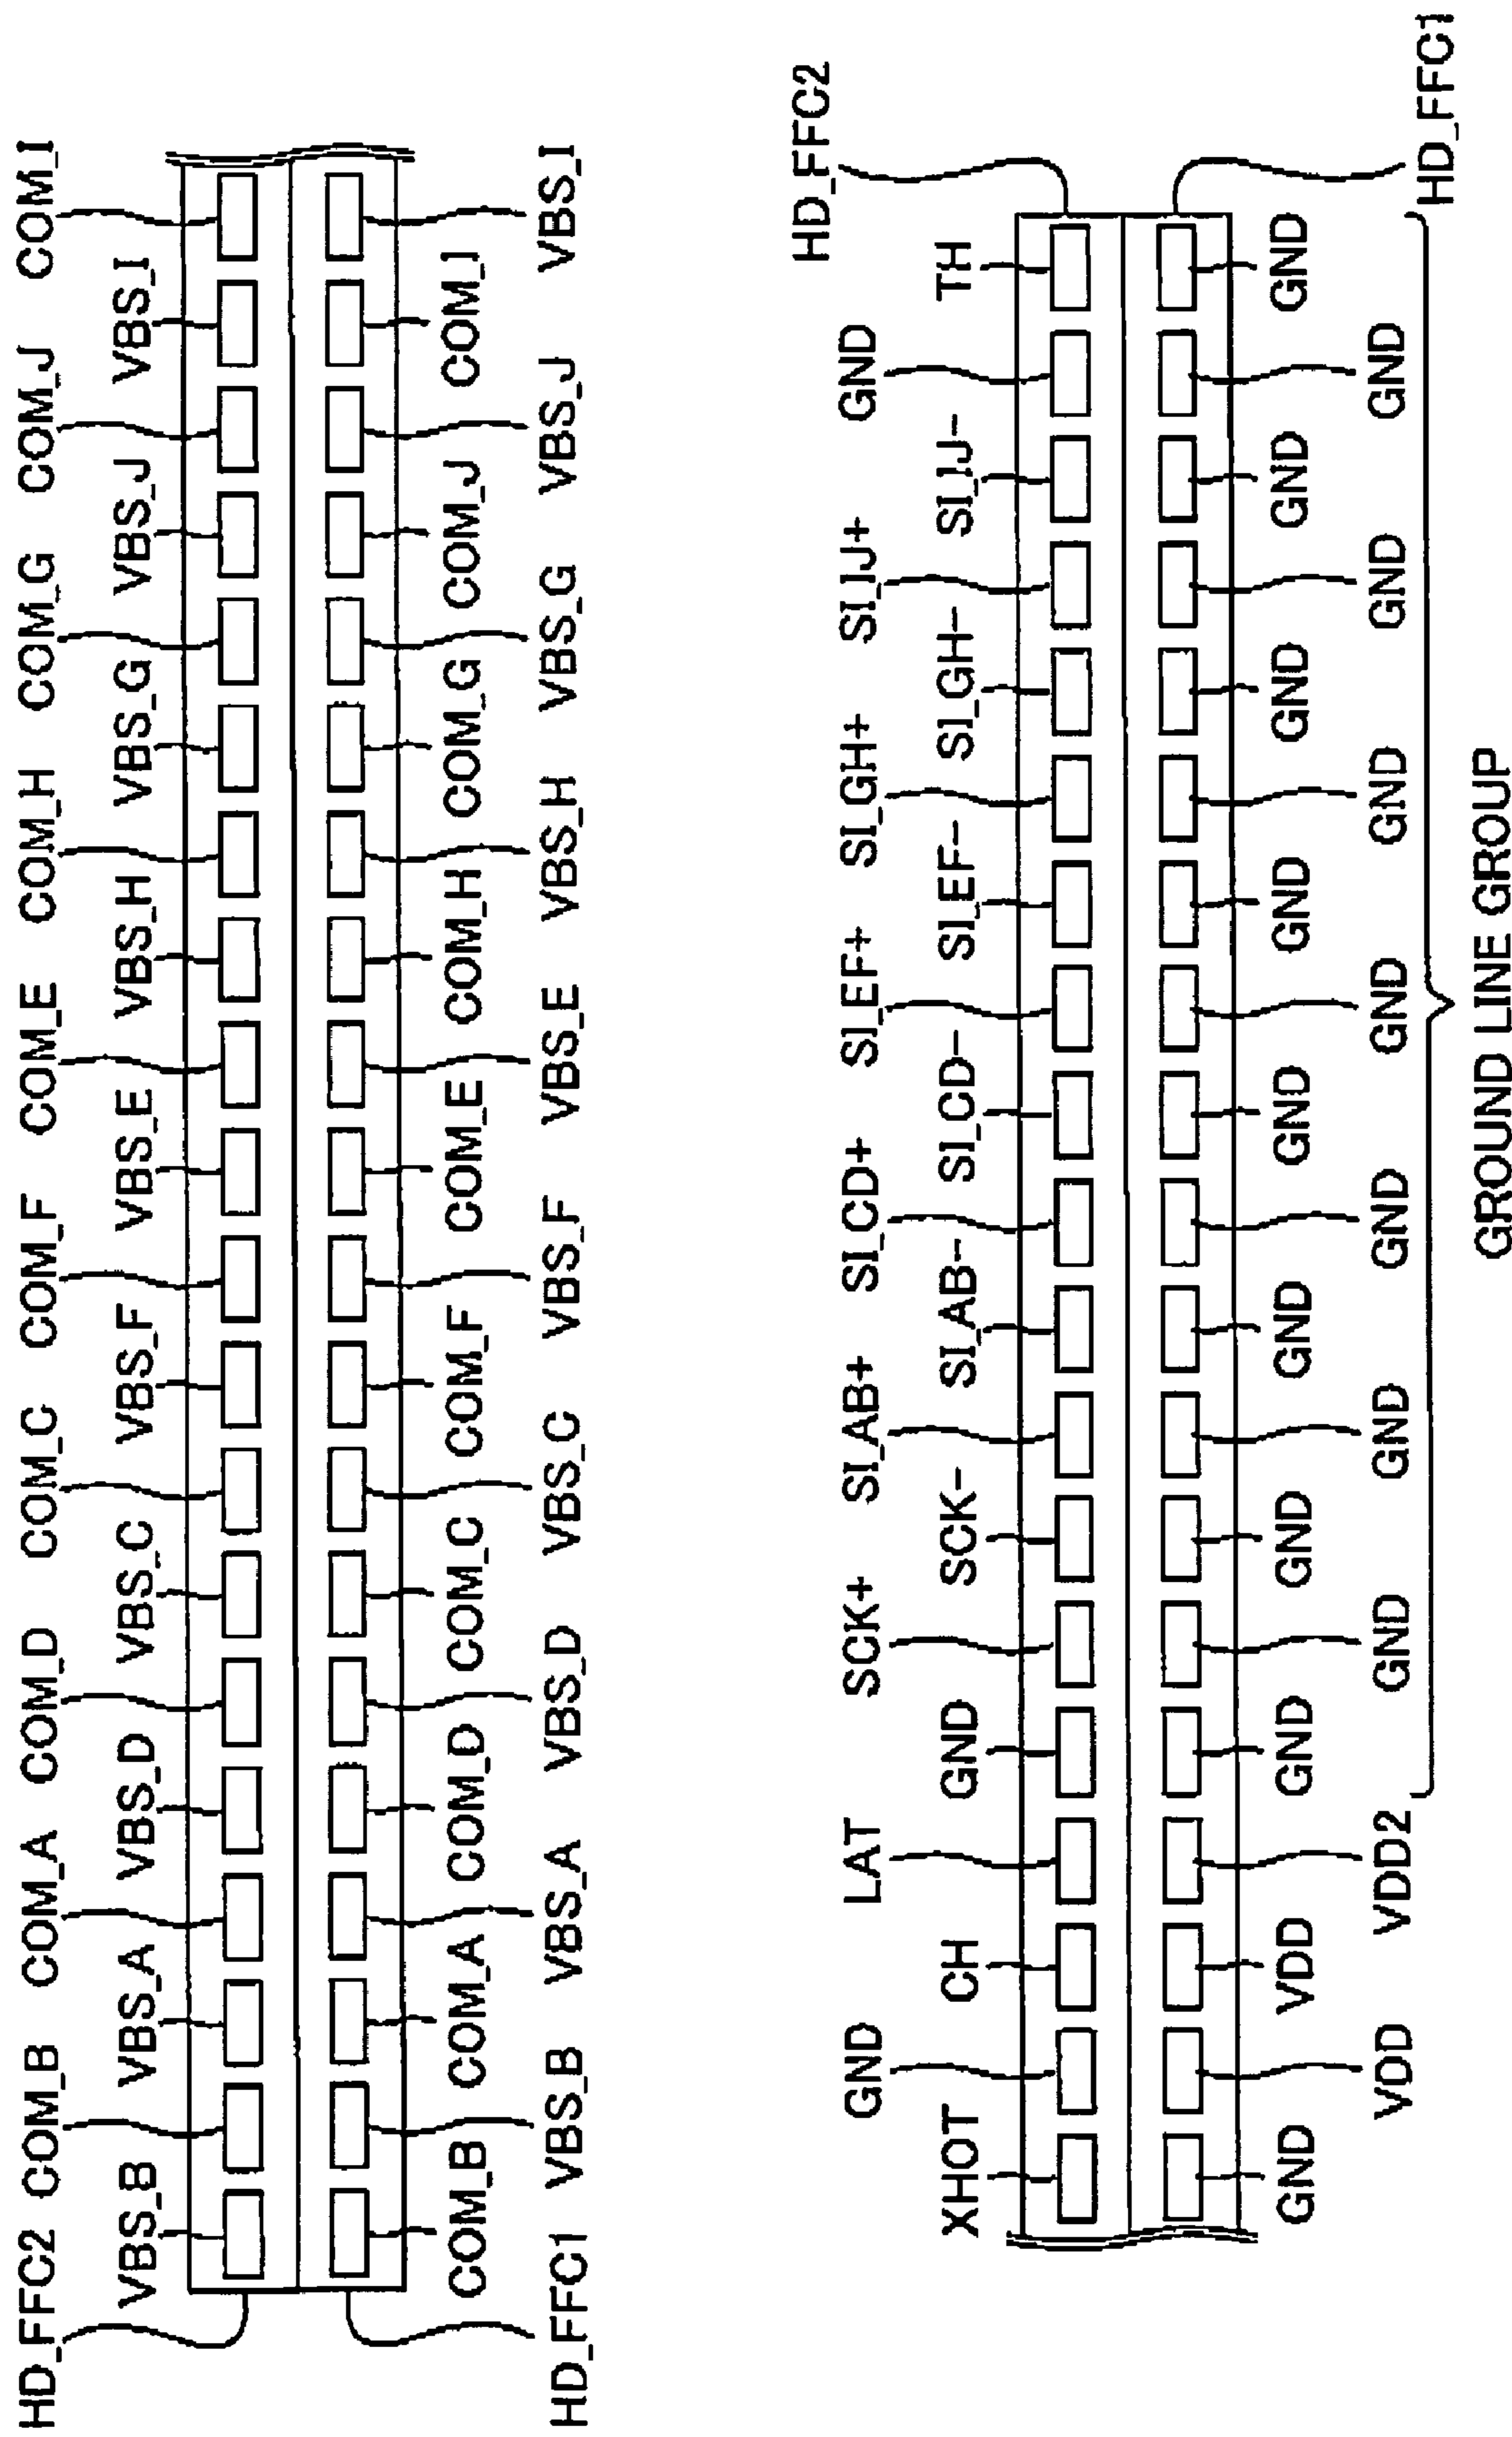 HD_FFC2 COM_B COM_A COM_D COM_C COM_F COM_E COM_H COM_G COM_J COM_I
VBS_B VBS_A VBS_D VBS_C VBS_F VBS_E VBS_H VBS_G VBS_J VBS_I
COM_B COM_A COM_D COM_C COM_F COM_E COM_H COM_G COM_J COM_I
HD_FFC1 VBS_B VBS_A VBS_D VBS_C VBS_F VBS_E VBS_H VBS_G VBS_J VBS_I
HD_FFC2
GND LAT SCK+ SI_AB+ SI_CD+ SI_EF+ SI_GH+ SI_IJ+ GND
XHOT CH GND SCK- SI_AB- SI_CD- SI_EF- SI_GH- SI_IJ- TH
GND VDD GND GND GND GND GND GND GND GND
VDD VDD2 GND GND GND GND GND GND GND
HD_FFC1
GROUND LINE GROUP